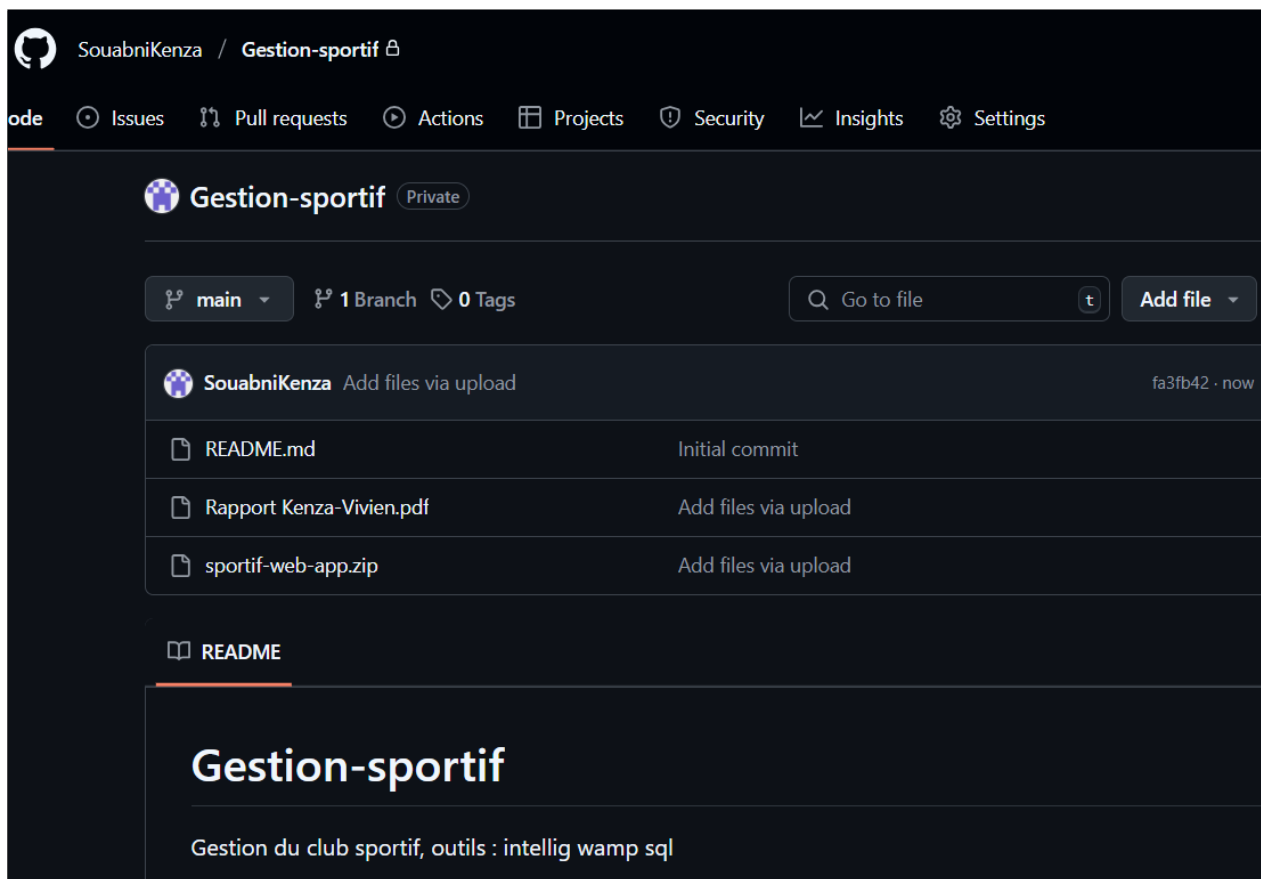 SouabniKenza / Gestion-sportif
ode Issues Pull requests Actions Projects Security Insights Settings
Gestion-sportif Private
main 1 Branch 0 Tags Go to file t Add file
SouabniKenza Add files via upload fa3fb42 · now
README.md Initial commit
Rapport Kenza-Vivien.pdf Add files via upload
sportif-web-app.zip Add files via upload
README
Gestion-sportif
Gestion du club sportif, outils : intellig wamp sql